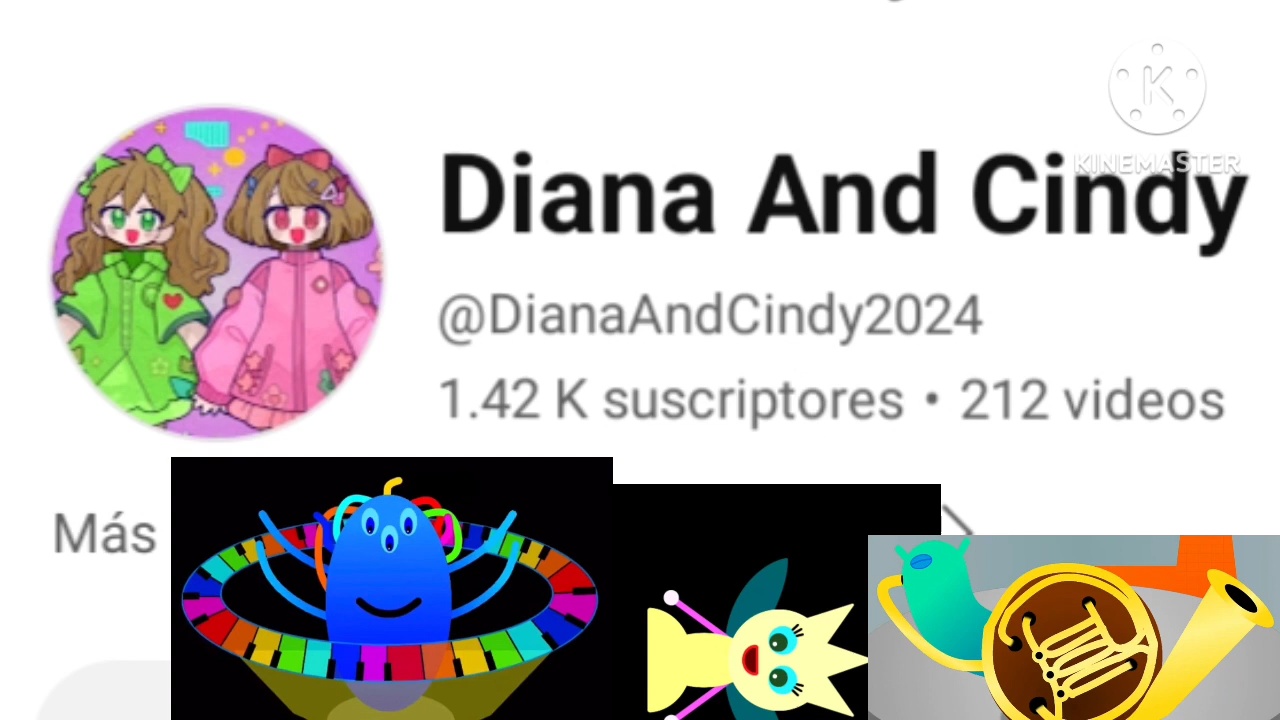 K
KINEMASTER
Diana And Cindy
@DianaAndCindy2024
1.42 K suscriptores • 212 videos
Más